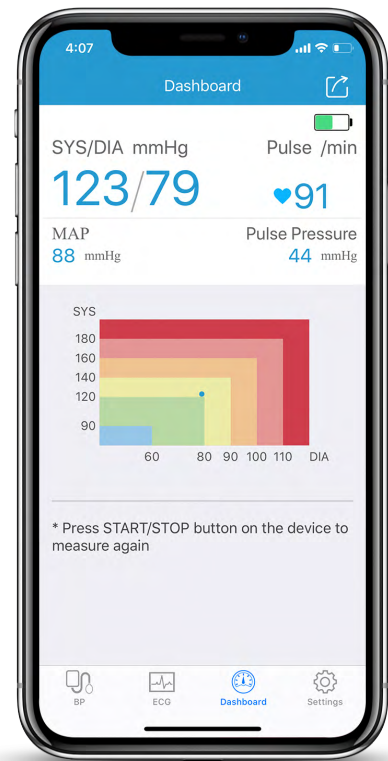 4:07
Dashboard
SYS/DIA mmHg Pulse /min
123/79 91
MAP Pulse Pressure
88 mmHg 44 mmHg
SYS
180
160
140
120
90
60 80 90 100 110 DIA
* Press START/STOP button on the device to
measure again
BP ECG Dashboard Settings